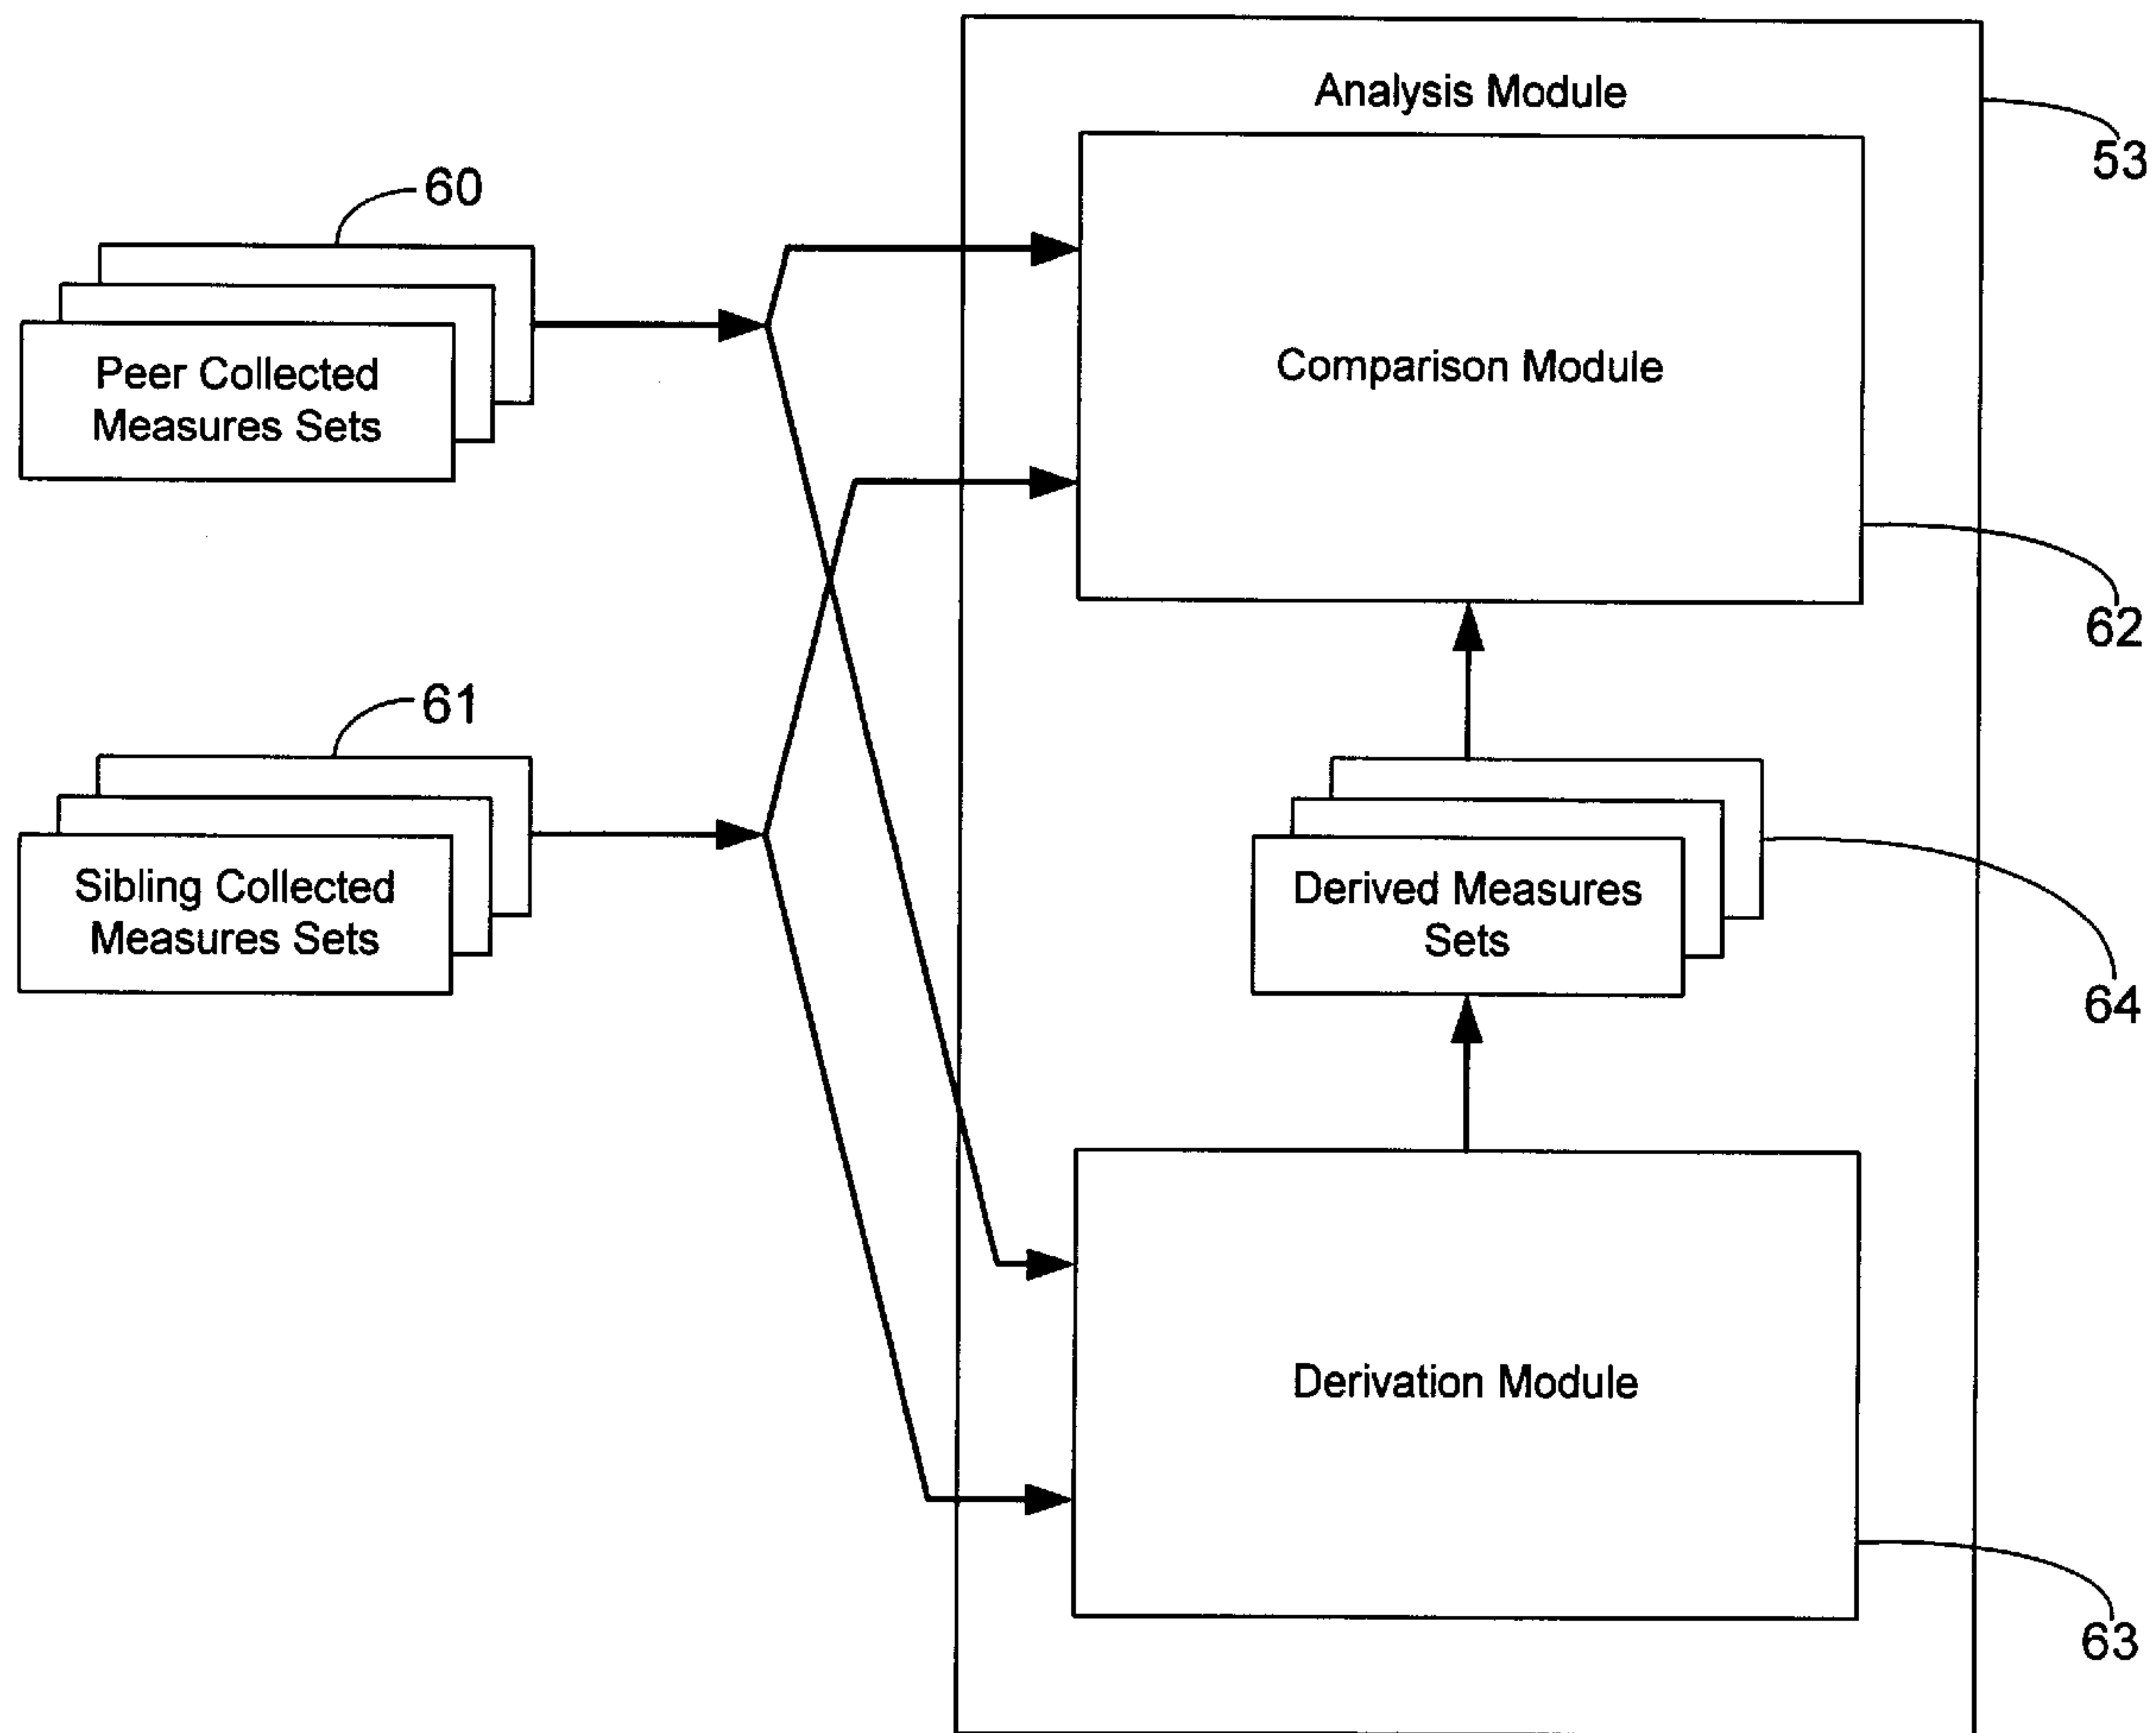 Analysis Module
53
60
Peer Collected
Measures Sets
Comparison Module
62
61
Sibling Collected
Measures Sets
Derived Measures
Sets
64
Derivation Module
63